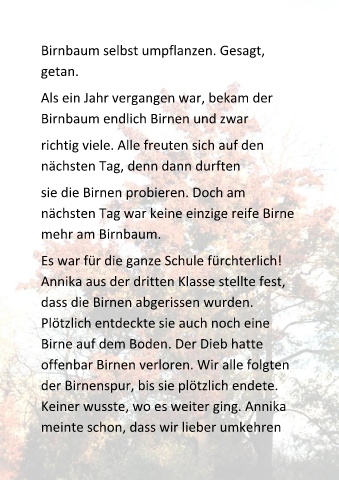 Birnbaum selbst umpflanzen. Gesagt,
getan.
Als ein Jahr vergangen war, bekam der
Birnbaum endlich Birnen und zwar
richtig viele. Alle freuten sich auf den
nächsten Tag, denn dann durften
sie die Birnen probieren. Doch am
nächsten Tag war keine einzige reife Birne
mehr am Birnbaum.
Es war für die ganze Schule fürchterlich!
Annika aus der dritten Klasse stellte fest,
dass die Birnen abgerissen wurden.
Plötzlich entdeckte sie auch noch eine
Birne auf dem Boden. Der Dieb hatte
offenbar Birnen verloren. Wir alle folgten
der Birnenspur, bis sie plötzlich endete.
Keiner wusste, wo es weiter ging. Annika
meinte schon, dass wir lieber umkehren